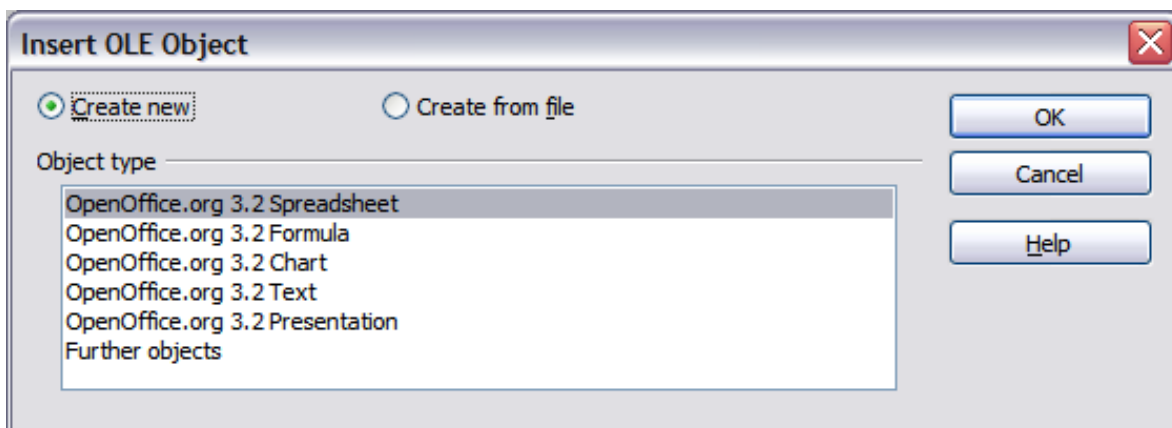 Insert OLE Object
Create new
Create from file
OK
Object type
Cancel
OpenOffice.org 3.2 Spreadsheet
OpenOffice.org 3.2 Formula
Help
OpenOffice.org 3.2 Chart
OpenOffice.org 3.2 Text
OpenOffice.org 3.2 Presentation
Further objects